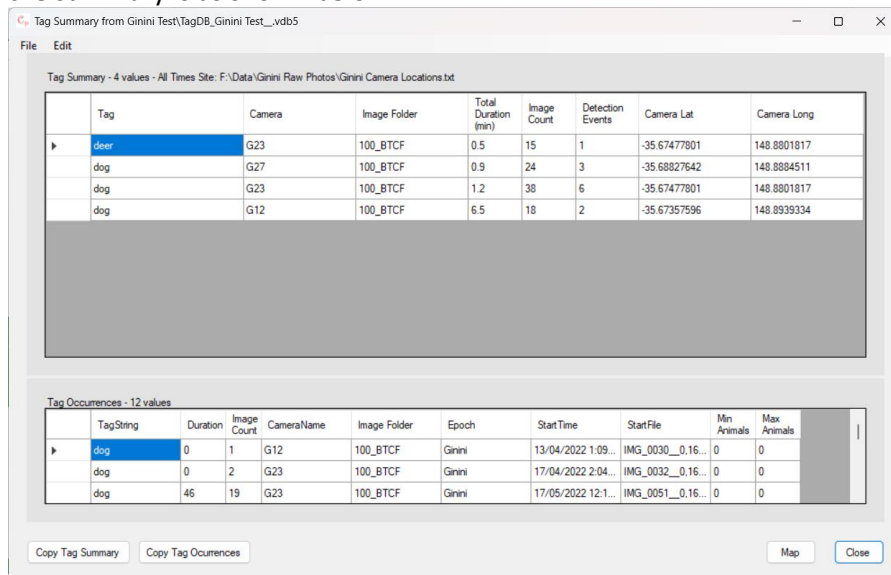 Tag Summary from Ginini Test\TagDB_Ginini Test__.vdb5
File Edit
Tag Summary - 4 values - All Times Site: F:\Data\Ginini Raw Photos\Ginini Camera Locations.txt
Tag Camera Image Folder Total Duration (min) Image Count Detection Events Camera Lat Camera Long
deer G23 100_BTCF 0.5 15 1 -35.67477801 148.8801817
dog G27 100_BTCF 0.9 24 3 -35.68827642 148.8884511
dog G23 100_BTCF 1.2 38 6 -35.67477801 148.8801817
dog G12 100_BTCF 6.5 18 2 -35.67357596 148.8939334
Tag Occurrences - 12 values
TagString Duration Image Count CameraName Image Folder Epoch StartTime StartFile Min Animals Max Animals
dog 0 1 G12 100_BTCF Ginini 13/04/2022 1:09... IMG_0030__0,16... 0 0
dog 0 2 G23 100_BTCF Ginini 17/04/2022 2:04... IMG_0032__0,16... 0 0
dog 46 19 G23 100_BTCF Ginini 17/05/2022 12:1... IMG_0051__0,16... 0 0
Copy Tag Summary Copy Tag Ocurrences Map Close